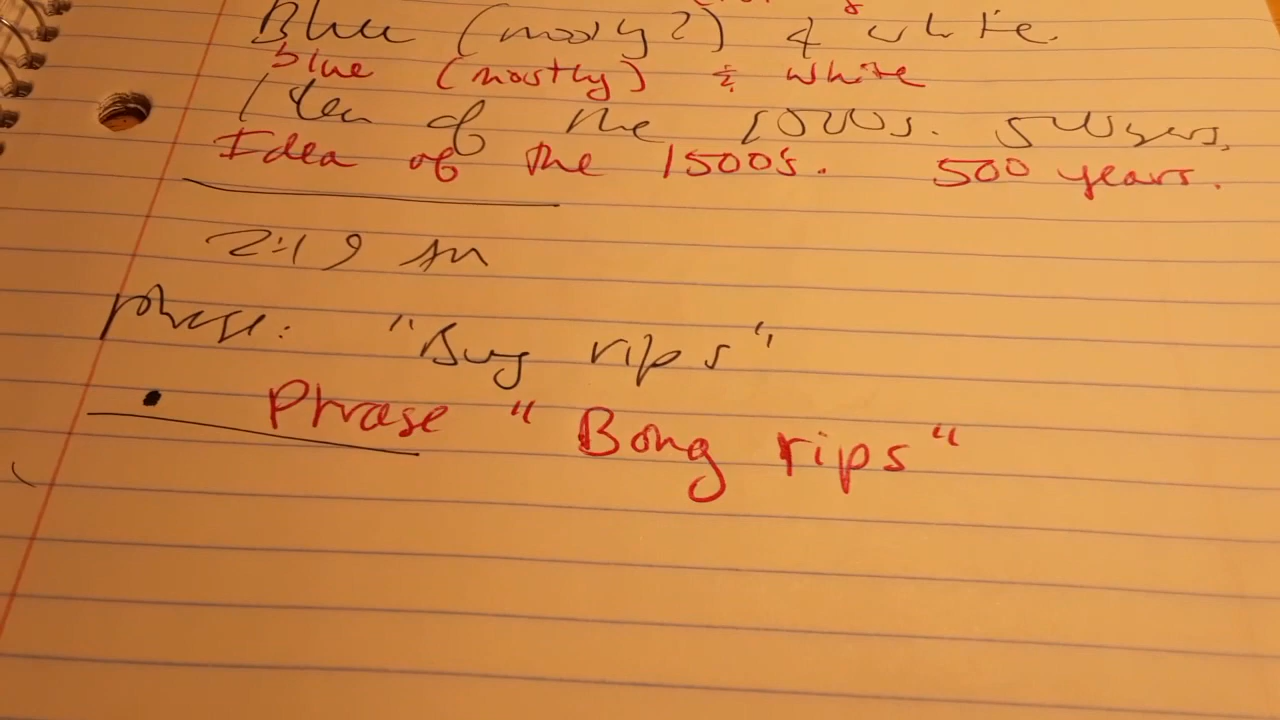 Blue (mostly?) & white.
blue (mostly) & white
Idea of the 1500s. 500 years.
Idea of the 1500's. 500 years.
2:19 AM
phrase: "Bong rips"
Phrase "Bong rips"